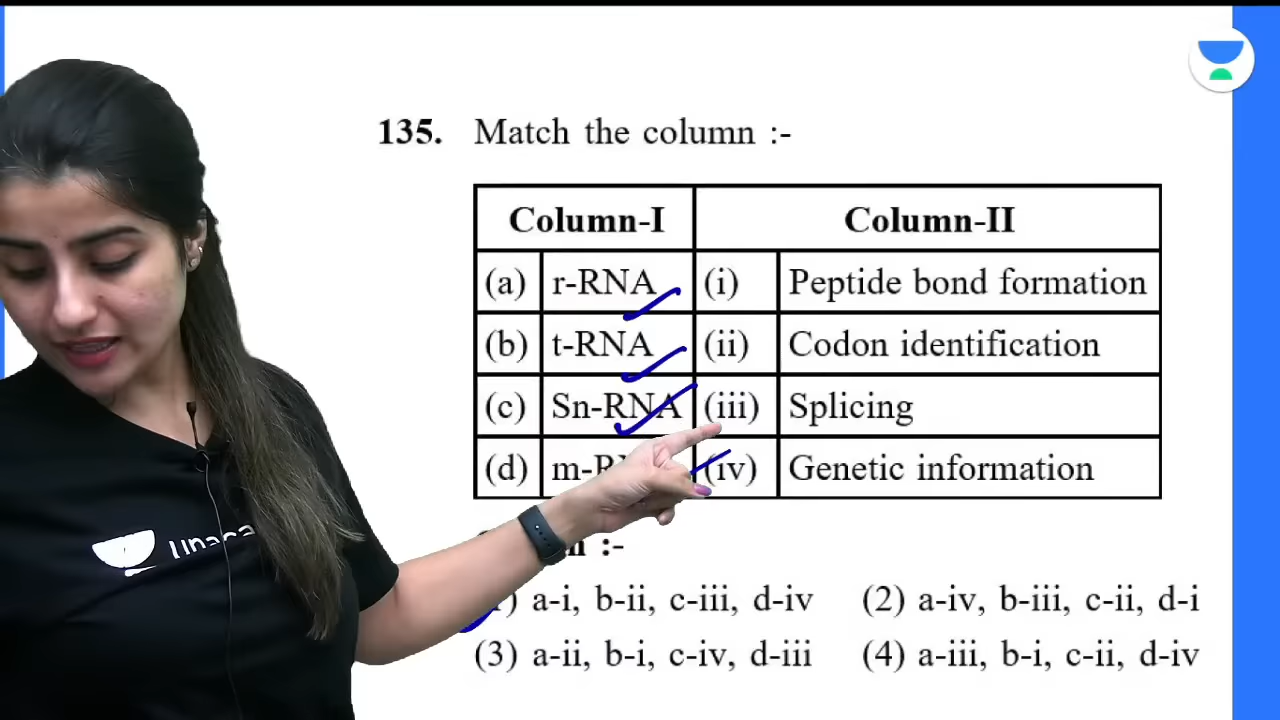 135. Match the column :-
Column-I Column-II
(a) r-RNA (i) Peptide bond formation
(b) t-RNA (ii) Codon identification
(c) Sn-RNA (iii) Splicing
(d) (iv) Genetic information
:-
a-i, b-ii, c-iii, d-iv (2) a-iv, b-iii, c-ii, d-i
(3) a-ii, b-i, c-iv, d-iii (4) a-iii, b-i, c-ii, d-iv